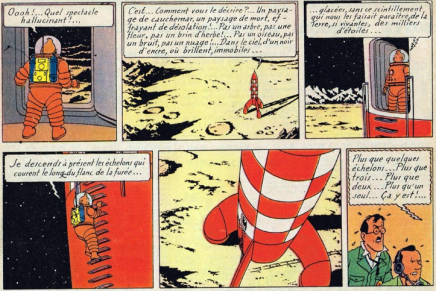 Oooh!... Quel spectacle
hallucinant!...
C'est... Comment vous le décrire?... Un paysa-
ge de cauchemar, un paysage de mort, ef-
frayant de désolation!... Pas un arbre, pas une
fleur, pas un brin d'herbe!... Pas un oiseau, pas
un bruit, pas un nuage!... Dans le ciel, d'un noir
d'encre, où brillent, immobiles...
...glacées, sans ce scintillement,
qui nous les faisait paraître, de la
Terre, si vivantes, des milliers
d'étoiles...
Je descends à présent les échelons qui
courent le long du flanc de la fusée...
Plus que quelques
échelons... Plus que
trois... Plus que
deux... Plus qu'un
seul... Ça y est!...